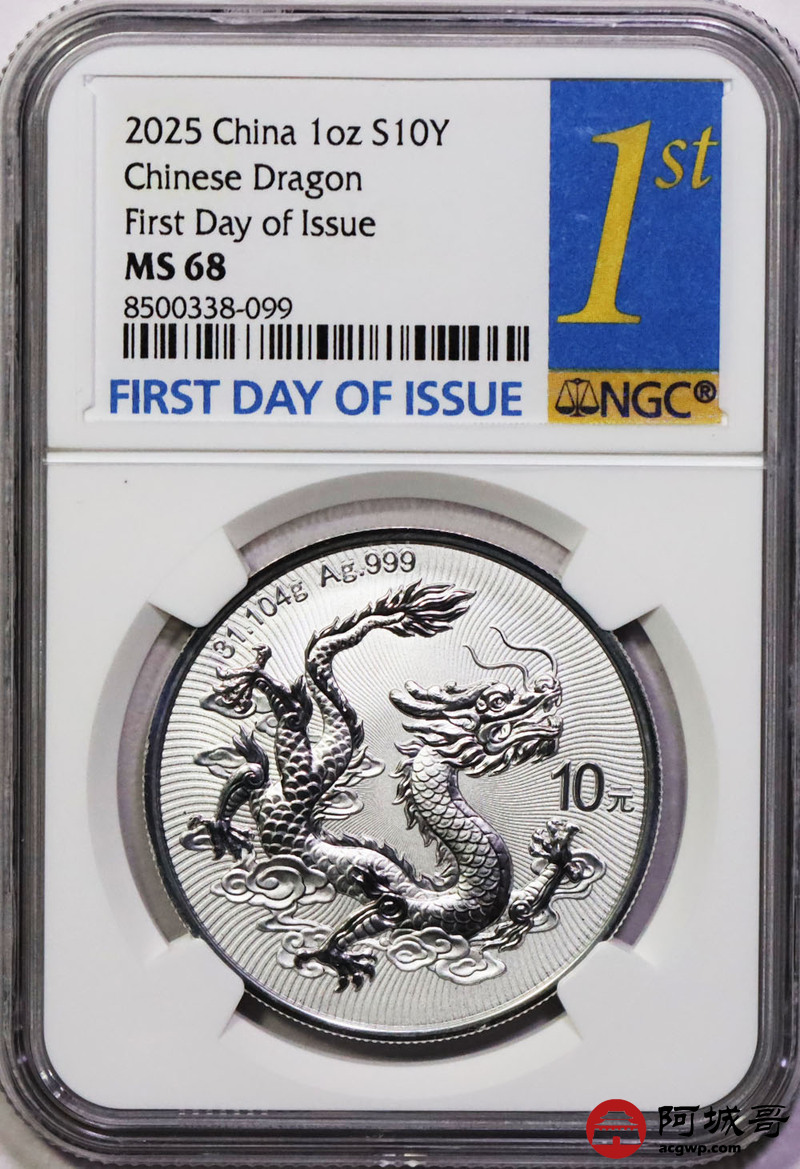 2025 China 1oz S10Y
Chinese Dragon
First Day of Issue
MS 68
8500338-099
FIRST DAY OF ISSUE
1st
NGC®
31.104g Ag.999
10元
阿城哥
acgwp.com